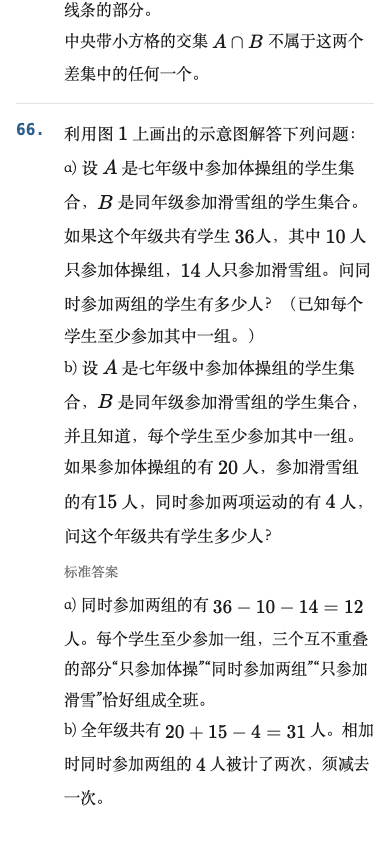 线条的部分。
中央带小方格的交集 A ∩ B 不属于这两个
差集中的任何一个。
66. 利用图 1 上画出的示意图解答下列问题：
a) 设 A 是七年级中参加体操组的学生集
合，B 是同年级参加滑雪组的学生集合。
如果这个年级共有学生 36人，其中 10 人
只参加体操组，14 人只参加滑雪组。问同
时参加两组的学生有多少人？（已知每个
学生至少参加其中一组。）
b) 设 A 是七年级中参加体操组的学生集
合，B 是同年级参加滑雪组的学生集合，
并且知道，每个学生至少参加其中一组。
如果参加体操组的有 20 人，参加滑雪组
的有15 人，同时参加两项运动的有 4 人，
问这个年级共有学生多少人？
标准答案
a) 同时参加两组的有 36 − 10 − 14 = 12
人。每个学生至少参加一组，三个互不重叠
的部分“只参加体操”“同时参加两组”“只参加
滑雪”恰好组成全班。
b) 全年级共有 20 + 15 − 4 = 31 人。相加
时同时参加两组的 4 人被计了两次，须减去
一次。